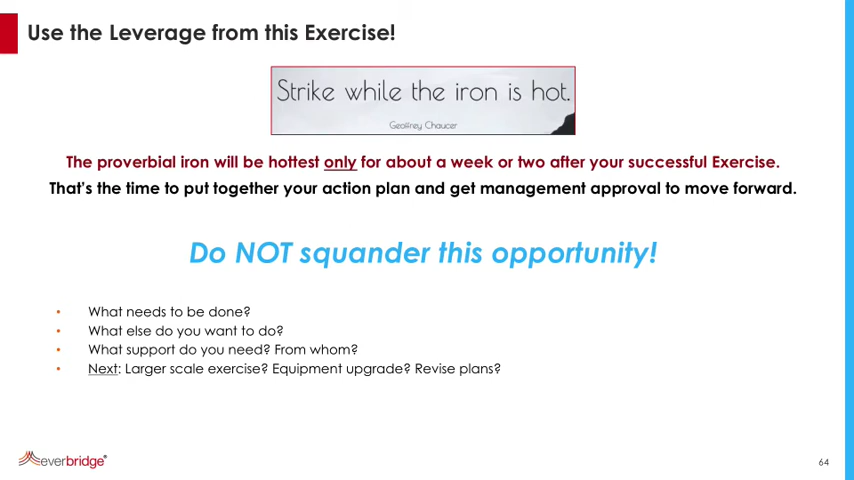 Use the Leverage from this Exercise!
Strike while the iron is hot.
Geoffrey Chaucer
The proverbial iron will be hottest only for about a week or two after your successful Exercise.
That's the time to put together your action plan and get management approval to move forward.
Do NOT squander this opportunity!
• What needs to be done?
• What else do you want to do?
• What support do you need? From whom?
• Next: Larger scale exercise? Equipment upgrade? Revise plans?
everbridge®
64